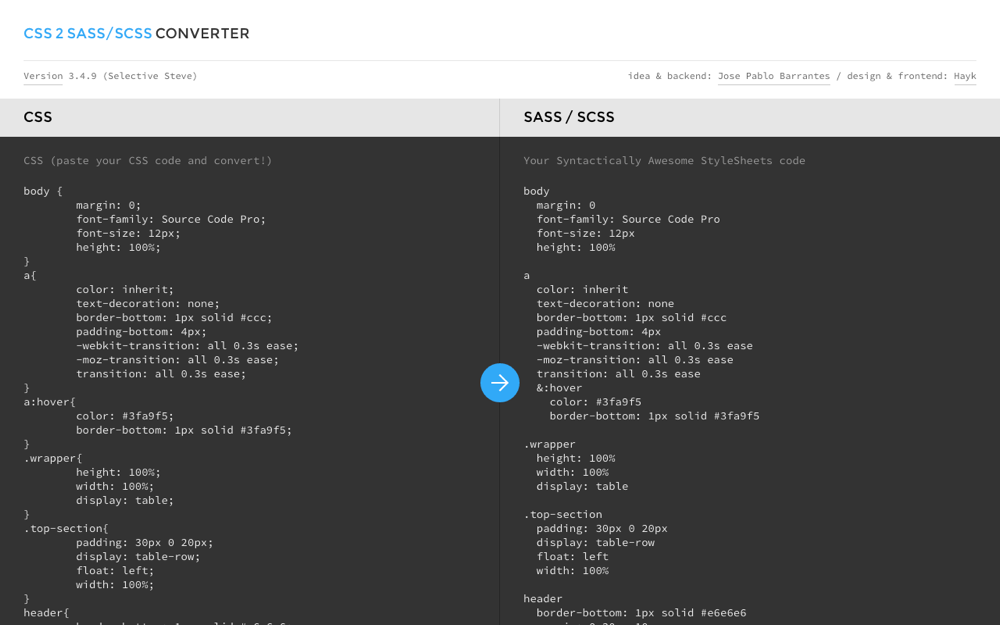 CSS 2 SASS/SCSS CONVERTER
Version 3.4.9 (Selective Steve)
idea & backend: Jose Pablo Barrantes / design & frontend: Hayk
CSS
CSS (paste your CSS code and convert!)
body {
margin: 0;
font-family: Source Code Pro;
font-size: 12px;
height: 100%;
}
a{
color: inherit;
text-decoration: none;
border-bottom: 1px solid #ccc;
padding-bottom: 4px;
-webkit-transition: all 0.3s ease;
-moz-transition: all 0.3s ease;
transition: all 0.3s ease;
}
a:hover{
color: #3fa9f5;
border-bottom: 1px solid #3fa9f5;
}
.wrapper{
height: 100%;
width: 100%;
display: table;
}
.top-section{
padding: 30px 0 20px;
display: table-row;
float: left;
width: 100%;
}
header{
SASS / SCSS
Your Syntactically Awesome StyleSheets code
body
margin: 0
font-family: Source Code Pro
font-size: 12px
height: 100%
a
color: inherit
text-decoration: none
border-bottom: 1px solid #ccc
padding-bottom: 4px
-webkit-transition: all 0.3s ease
-moz-transition: all 0.3s ease
transition: all 0.3s ease
&:hover
color: #3fa9f5
border-bottom: 1px solid #3fa9f5
.wrapper
height: 100%
width: 100%
display: table
.top-section
padding: 30px 0 20px
display: table-row
float: left
width: 100%
header
border-bottom: 1px solid #e6e6e6